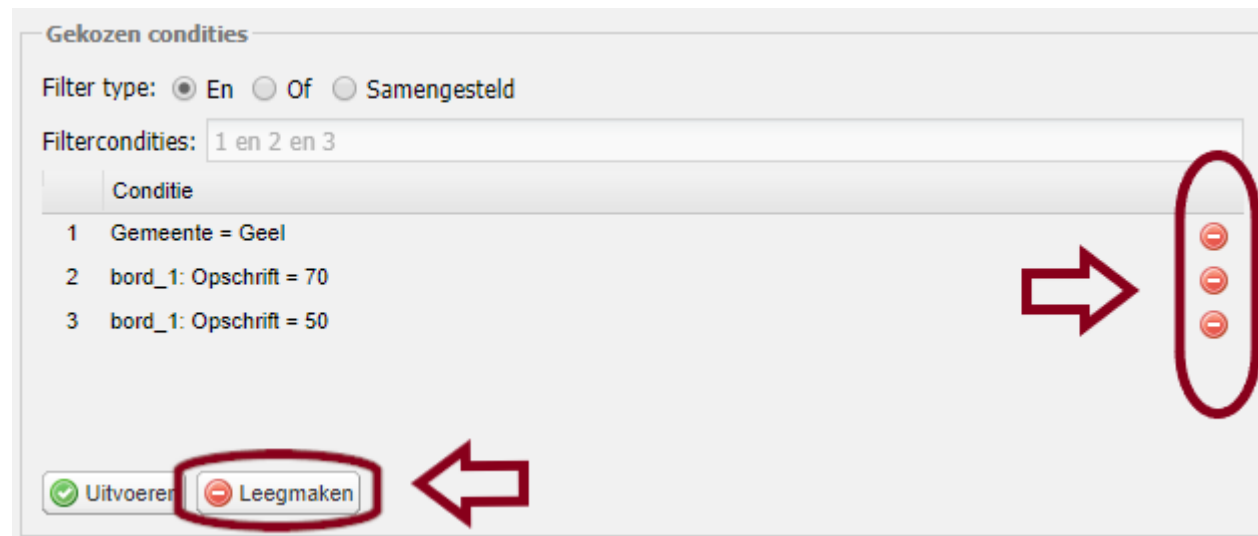 Gekozen condities
Filter type: En Of Samengesteld
Filtercondities: 1 en 2 en 3
Conditie
1 Gemeente = Geel
2 bord_1: Opschrift = 70
3 bord_1: Opschrift = 50
Uitvoeren Leegmaken